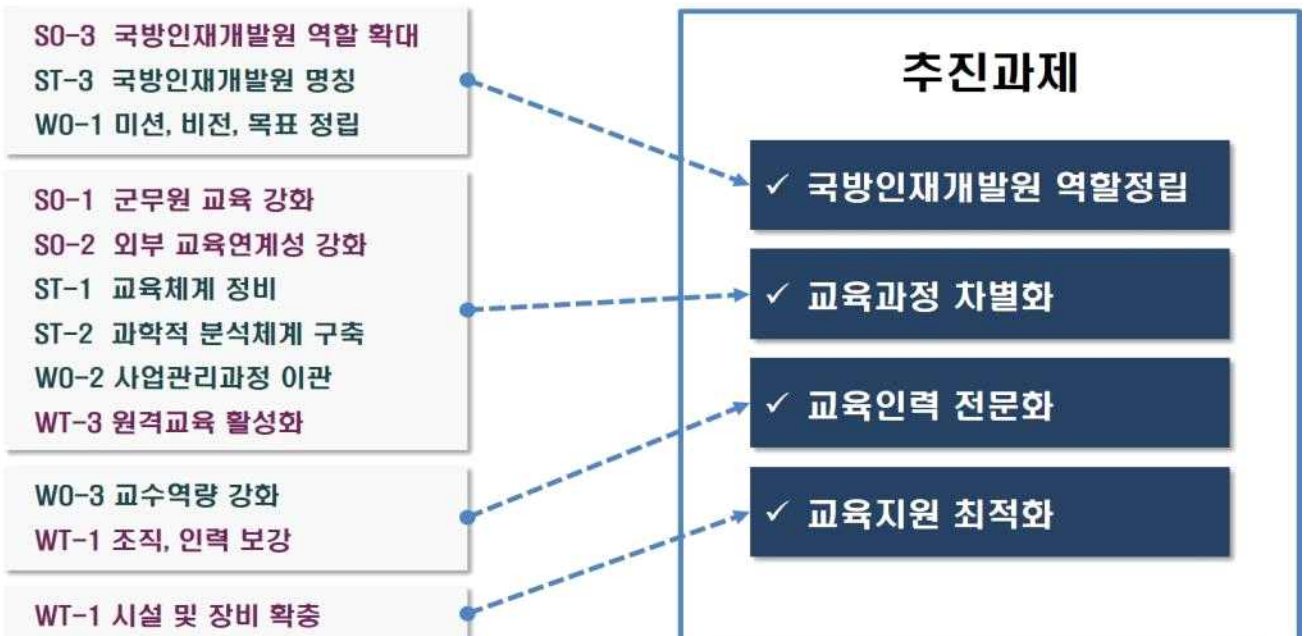 SO-3 국방인재개발원 역할 확대
ST-3 국방인재개발원 명칭
WO-1 미션, 비전, 목표 정립
SO-1 군무원 교육 강화
SO-2 외부 교육연계성 강화
ST-1 교육체계 정비
ST-2 과학적 분석체계 구축
WO-2 사업관리과정 이관
WT-3 원격교육 활성화
WO-3 교수역량 강화
WT-1 조직, 인력 보강
WT-1 시설 및 장비 확충
추진과제
✓ 국방인재개발원 역할정립
✓ 교육과정 차별화
✓ 교육인력 전문화
✓ 교육지원 최적화